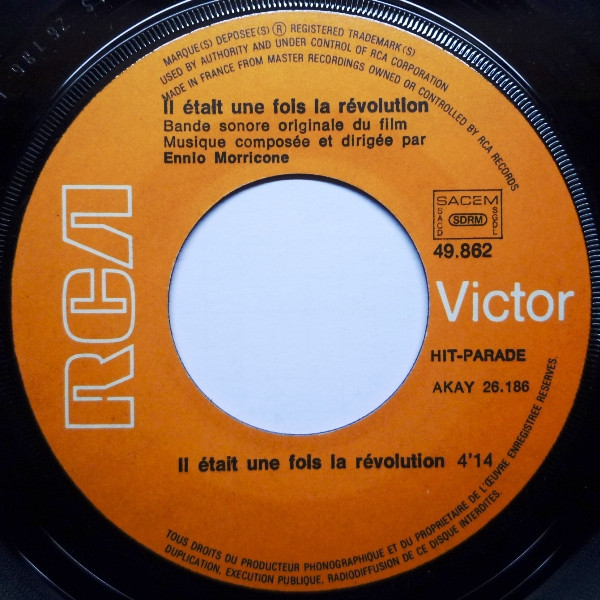 MARQUE(S) DEPOSEE(S) ® REGISTERED TRADEMARK(S)
USED BY AUTHORITY AND UNDER CONTROL OF RCA CORPORATION
MADE IN FRANCE FROM MASTER RECORDINGS OWNED OR CONTROLLED BY RCA RECORDS
Il était une fois la révolution
Bande sonore originale du film
Musique composée et dirigée par
Ennio Morricone
SACEM
SACD SDRM SGDL
49.862
RCA
Victor
HIT-PARADE
AKAY 26.186
Il était une fois la révolution 4'14
TOUS DROITS DU PRODUCTEUR PHONOGRAPHIQUE ET DU PROPRIETAIRE DE L'ŒUVRE ENREGISTREE RESERVES.
DUPLICATION, EXECUTION PUBLIQUE, RADIODIFFUSION DE CE DISQUE INTERDITES.